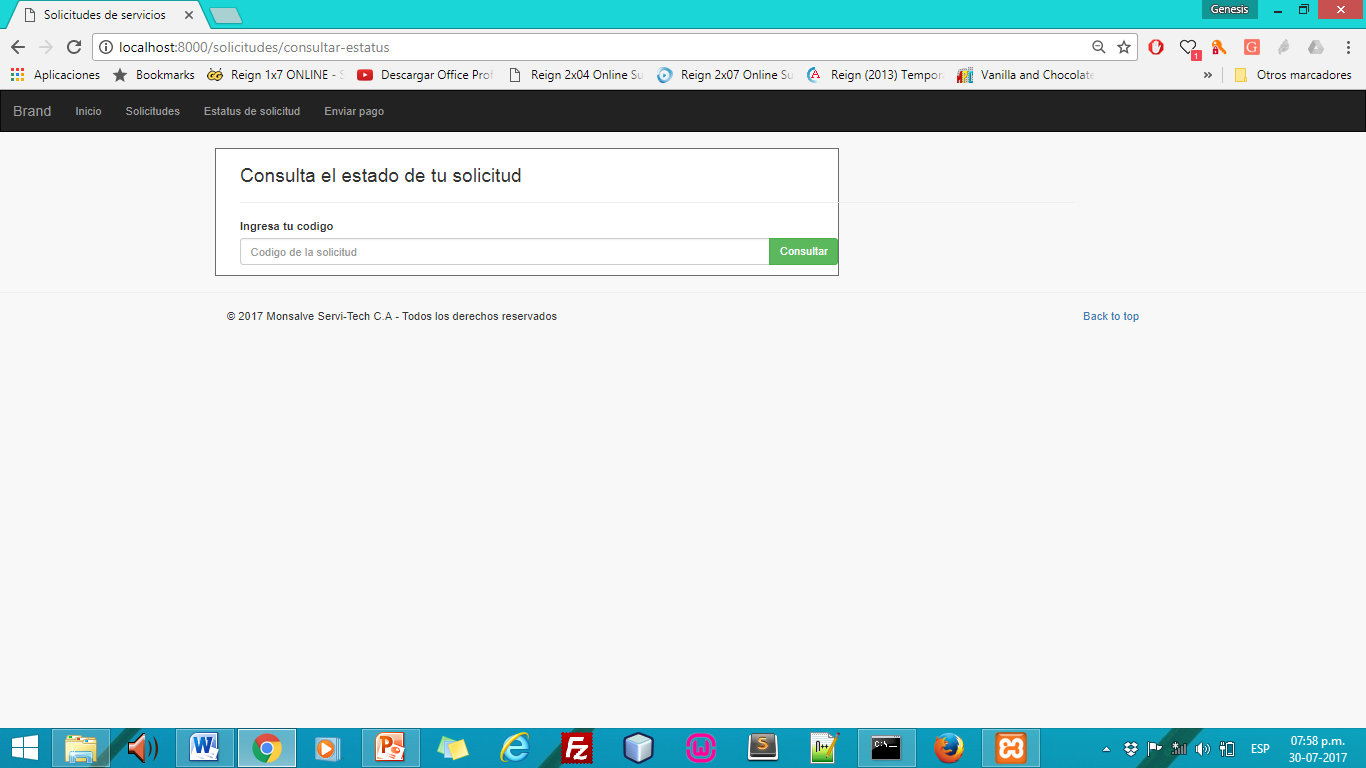 Solicitudes de servicios
Genesis
localhost:8000/solicitudes/consultar-estatus
1
G
Aplicaciones
Bookmarks
Reign 1x7 ONLINE - S
Descargar Office Prof
Reign 2x04 Online Su
Reign 2x07 Online Su
Reign (2013) Tempor
Vanilla and Chocolate
»
Otros marcadores
Brand
Inicio
Solicitudes
Estatus de solicitud
Enviar pago
Consulta el estado de tu solicitud
Ingresa tu codigo
Codigo de la solicitud
Consultar
© 2017 Monsalve Servi-Tech C.A - Todos los derechos reservados
Back to top
ESP
07:58 p.m.
30-07-2017